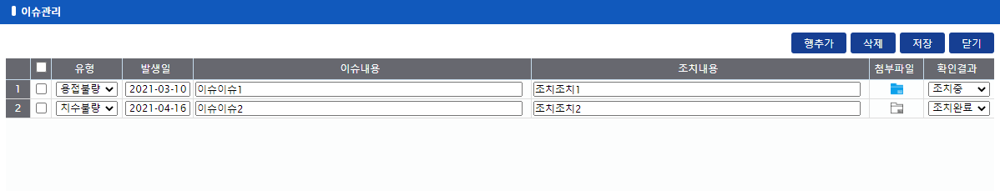 이슈관리
행추가 삭제 저장 닫기
유형 발생일 이슈내용 조치내용 첨부파일 확인결과
1 용접불량 2021-03-10 이슈이슈1 조치조치1 조치중
2 치수불량 2021-04-16 이슈이슈2 조치조치2 조치완료